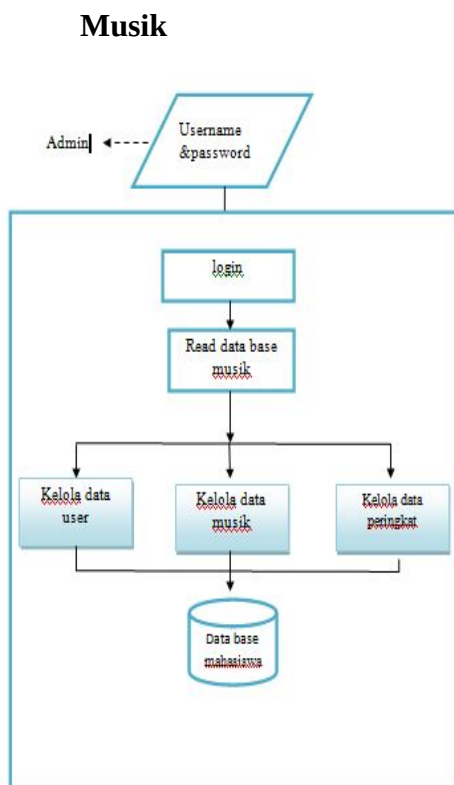 Musik
Username
&password
Admin
login
Read data base
musik
Kelola data
user
Kelola data
musik
Kelola data
peringkat
Data base
mahasiswa